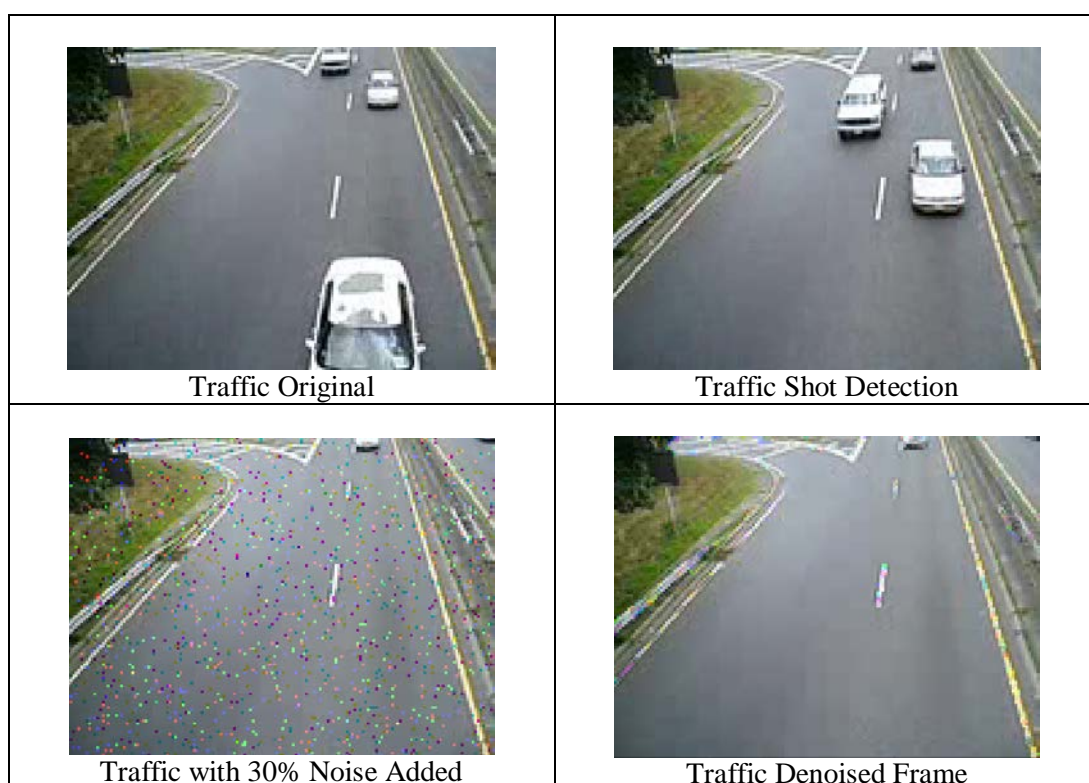 Traffic Original
Traffic Shot Detection
Traffic with 30% Noise Added
Traffic Denoised Frame